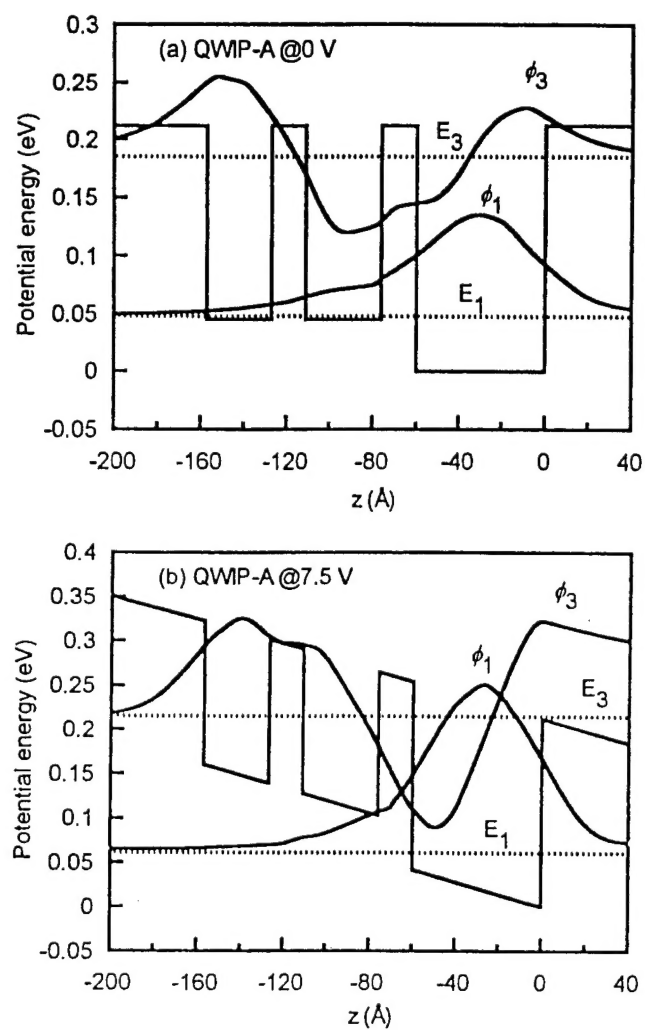 0.3
(a) QWIP-A @0 V
0.25
ϕ3
0.2
E3
0.15
ϕ1
0.1
E1
0.05
0
-0.05
Potential energy (eV)
-200 -160 -120 -80 -40 0 40
z (Å)
0.4
(b) QWIP-A @7.5 V
0.35
ϕ3
0.3
ϕ1
0.25
E3
0.2
0.15
0.1
E1
0.05
0
-0.05
Potential energy (eV)
-200 -160 -120 -80 -40 0 40
z (Å)